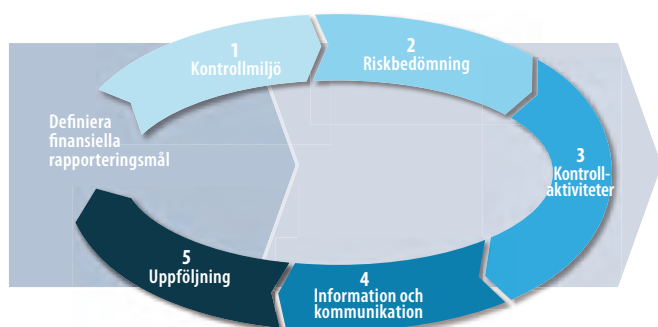 1
Kontrollmiljö
2
Riskbedömning
Definiera
finansiella
rapporteringsmål
3
Kontroll-
aktiviteter
5
Uppföljning
4
Information och
kommunikation